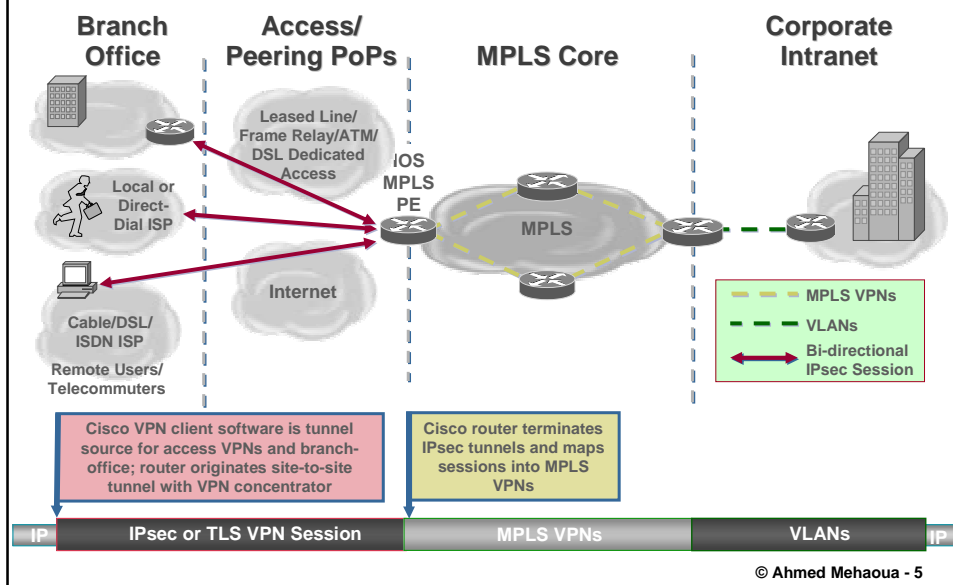 Branch
Office
Access/
Peering PoPs
MPLS Core
Corporate
Intranet
Leased Line/
Frame Relay/ATM/
DSL Dedicated
Access
IOS
MPLS
PE
Local or
Direct-
Dial ISP
MPLS
Internet
Cable/DSL/
ISDN ISP
Remote Users/
Telecommuters
MPLS VPNs
VLANs
Bi-directional
IPsec Session
Cisco VPN client software is tunnel
source for access VPNs and branch-
office; router originates site-to-site
tunnel with VPN concentrator
Cisco router terminates
IPsec tunnels and maps
sessions into MPLS
VPNs
IP
IPsec or TLS VPN Session
MPLS VPNs
VLANs
IP
© Ahmed Mehaoua - 5